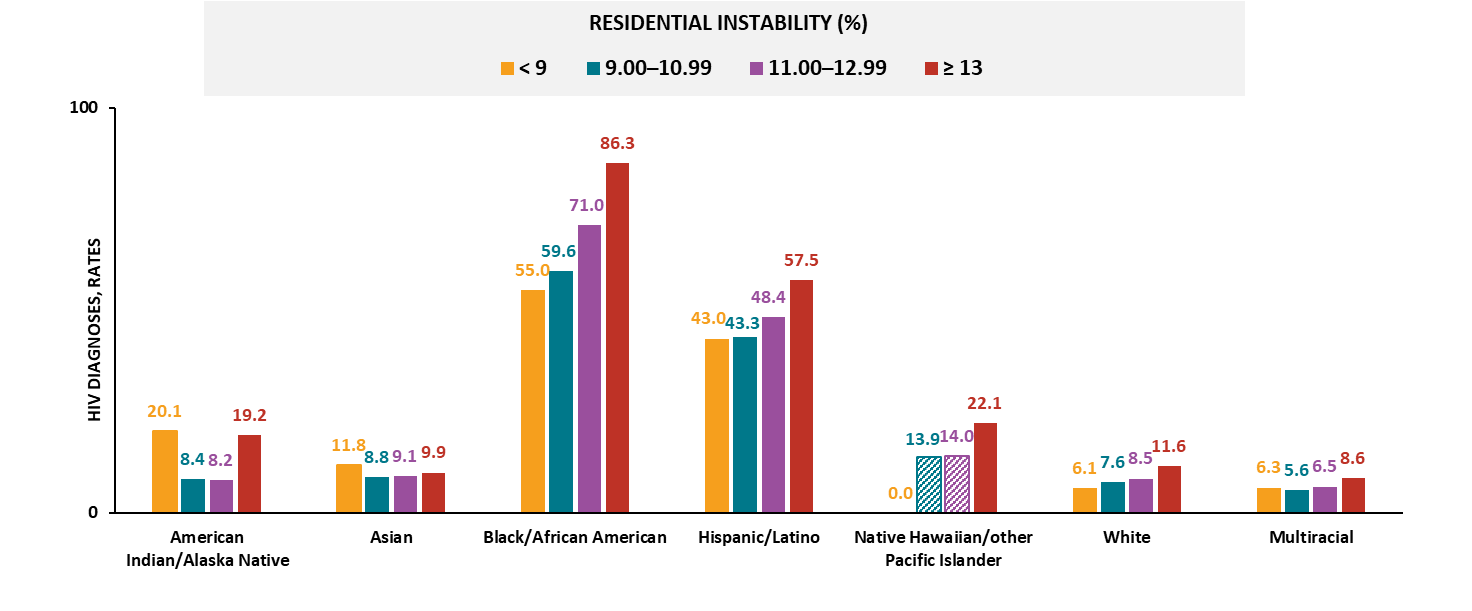 RESIDENTIAL INSTABILITY (%)
< 9 9.00–10.99 11.00–12.99 ≥ 13
HIV DIAGNOSES, RATES
100
0
20.1 8.4 8.2 19.2
11.8 8.8 9.1 9.9
55.0 59.6 71.0 86.3
43.0 43.3 48.4 57.5
0.0 13.9 14.0 22.1
6.1 7.6 8.5 11.6
6.3 5.6 6.5 8.6
American
Indian/Alaska Native
Asian
Black/African American
Hispanic/Latino
Native Hawaiian/other
Pacific Islander
White
Multiracial